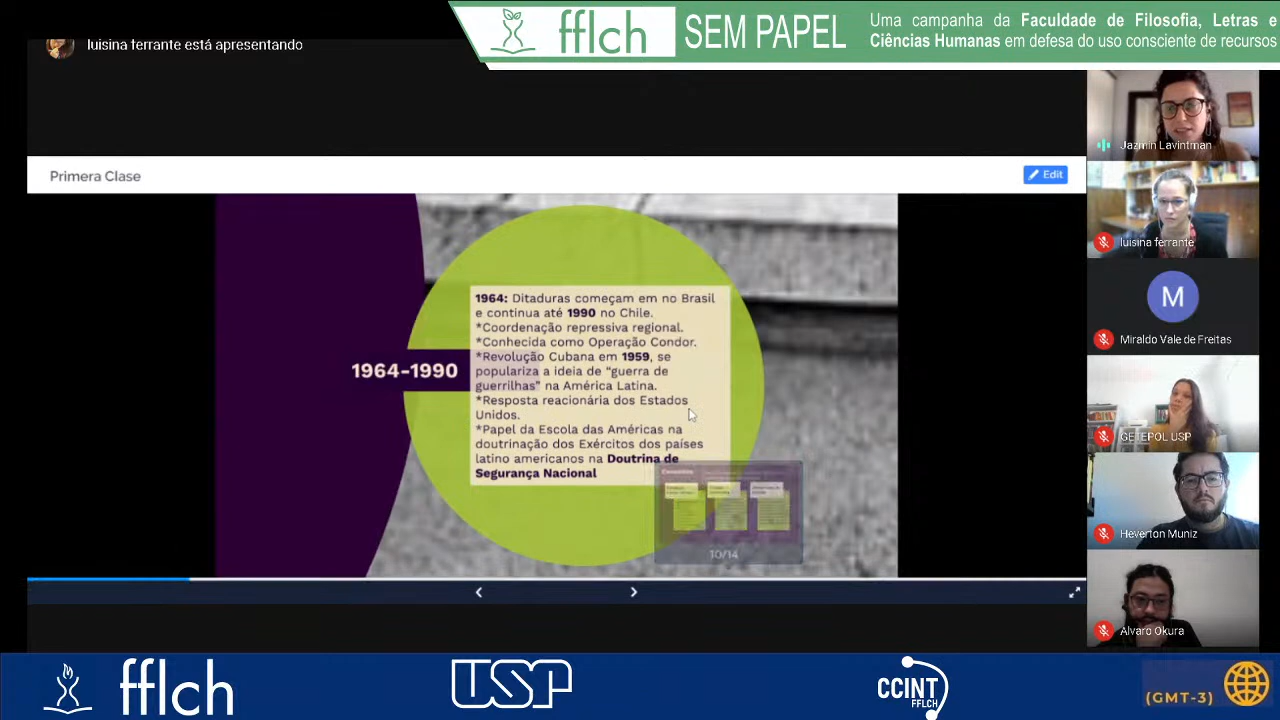 luisina ferrante está apresentando
fflch
SEM PAPEL
Uma campanha da Faculdade de Filosofia, Letras e
Ciências Humanas em defesa do uso consciente de recursos
Primera Clase
Edit
1964-1990
1964: Ditaduras começam em no Brasil
e continua até 1990 no Chile.
*Coordenação repressiva regional.
*Conhecida como Operação Condor.
*Revolução Cubana em 1959, se
populariza a ideia de “guerra de
guerrilhas” na América Latina.
*Resposta reacionária dos Estados
Unidos.
*Papel da Escola das Américas na
doutrinação dos Exércitos dos países
latino americanos na Doutrina de
Segurança Nacional
10/14
Jazmin Lavintman
luisina ferrante
M
Miraldo Vale de Freitas
GETEPOL USP
Heverton Muniz
Alvaro Okura
fflch
USP
CCINT
FFLCH
(GMT-3)